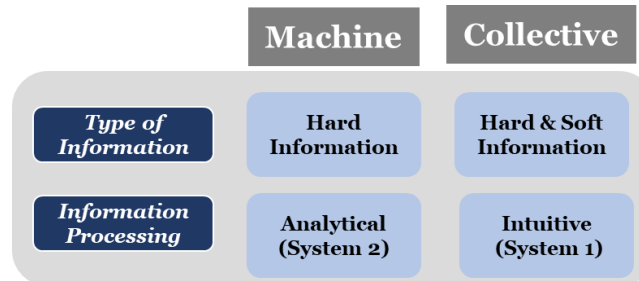 Machine
Collective
Type of
Information
Hard
Information
Hard & Soft
Information
Information
Processing
Analytical
(System 2)
Intuitive
(System 1)